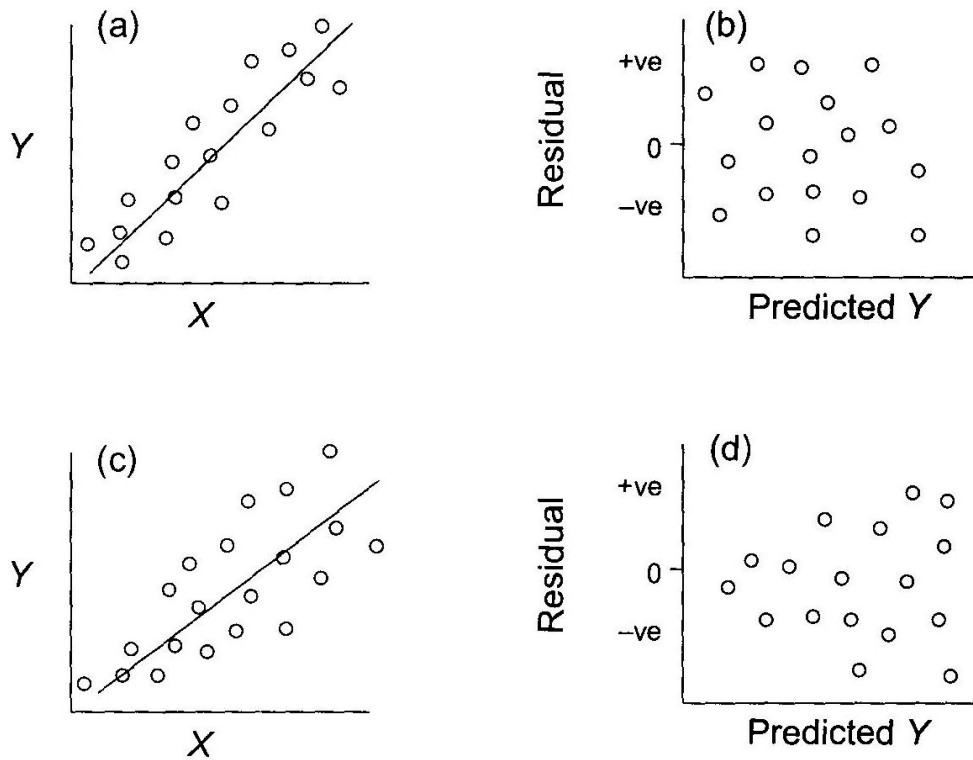 (a)
Y
X
(b)
Residual
+ve
0
–ve
Predicted Y
(c)
Y
X
(d)
Residual
+ve
0
–ve
Predicted Y